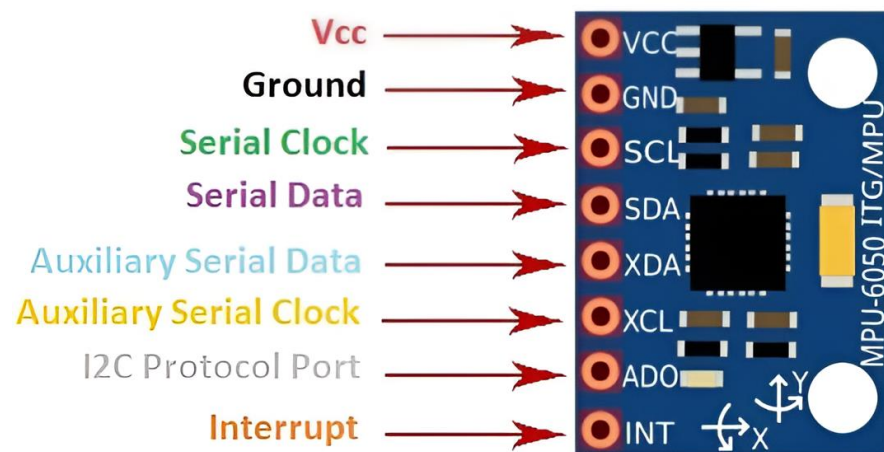 Vcc
VCC
Ground
GND
Serial Clock
SCL
Serial Data
SDA
Auxiliary Serial Data
XDA
Auxiliary Serial Clock
XCL
I2C Protocol Port
ADO
Interrupt
INT
X
Y
MPU-6050 ITG/MPU